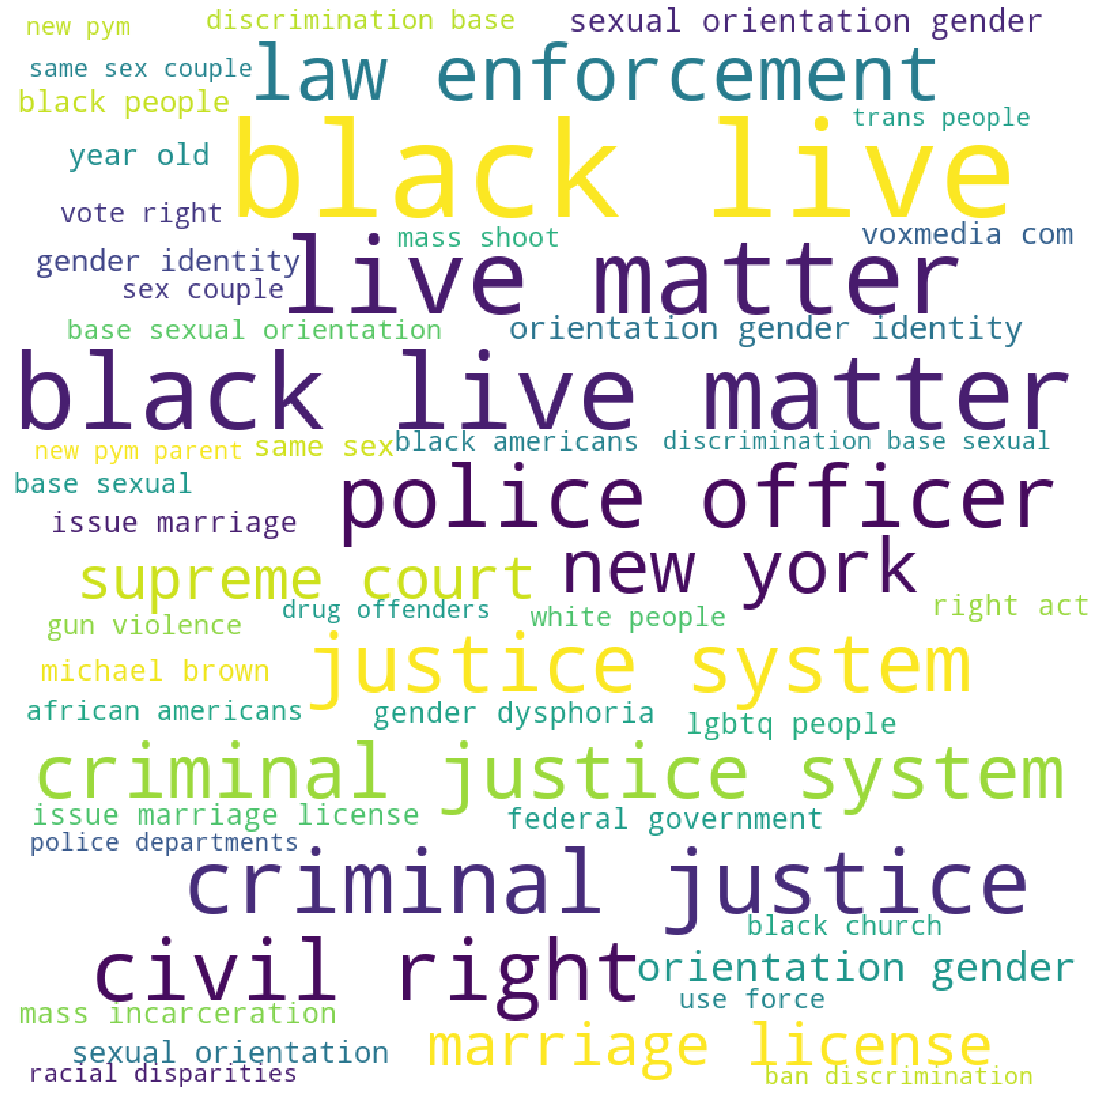 new pym
discrimination base
sexual orientation gender
same sex couple
law enforcement
black people
trans people
year old
black live
vote right
mass shoot
voxmedia com
gender identity
live matter
sex couple
base sexual orientation
orientation gender identity
black live matter
new pym parent
same sex
black americans
discrimination base sexual
base sexual
police officer
issue marriage
new york
supreme court
drug offenders
white people
right act
gun violence
justice system
michael brown
african americans
gender dysphoria
lgbtq people
criminal justice system
issue marriage license
federal government
police departments
criminal justice
black church
civil right
orientation gender
use force
mass incarceration
sexual orientation
marriage license
racial disparities
ban discrimination